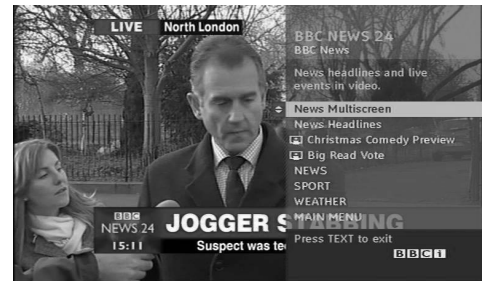 LIVE North London
BBC NEWS 24
BBC News
News headlines and live
events in video.
News Multiscreen
News Headlines
Christmas Comedy Preview
Big Read Vote
NEWS
SPORT
WEATHER
MAIN MENU
Press TEXT to exit
BBC 1
BBC
NEWS 24
15:11
JOGGER STABBING
Suspect was tee